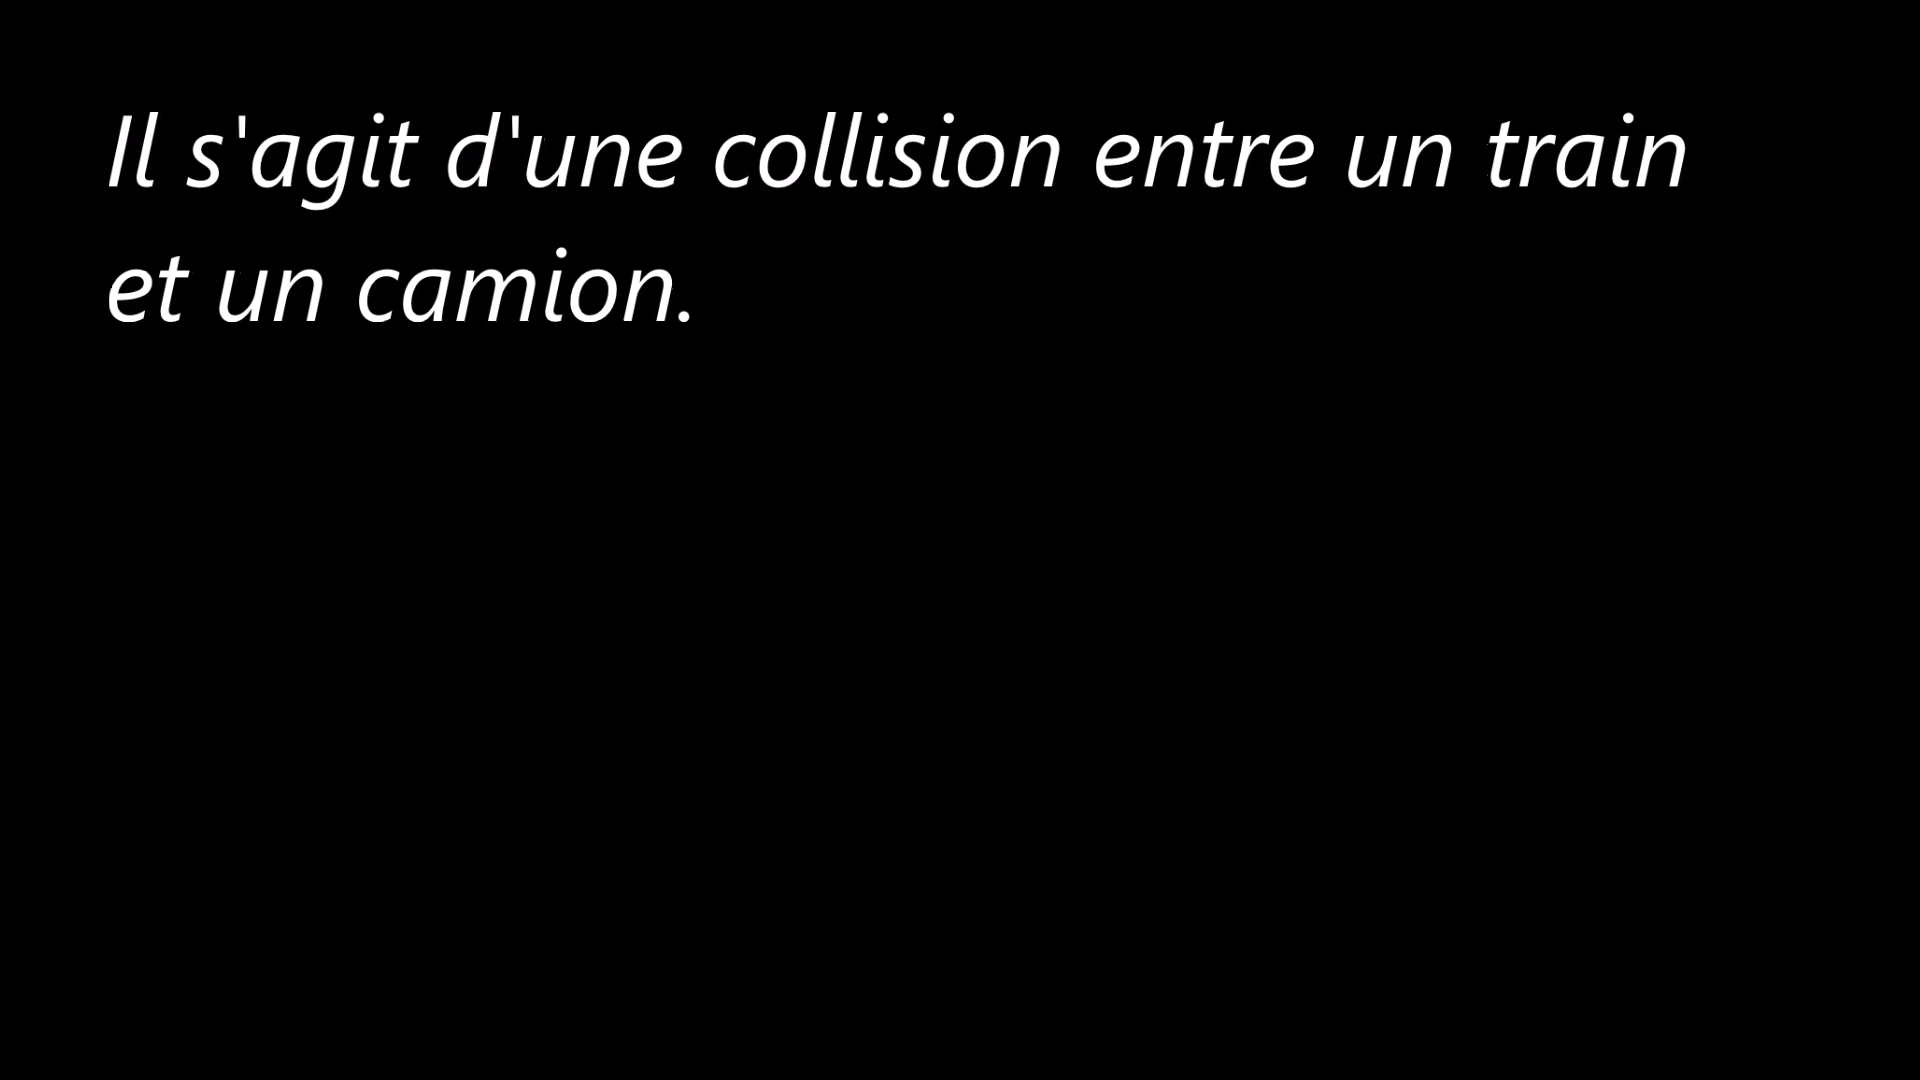 Il s'agit d'une collision entre un train
et un camion.